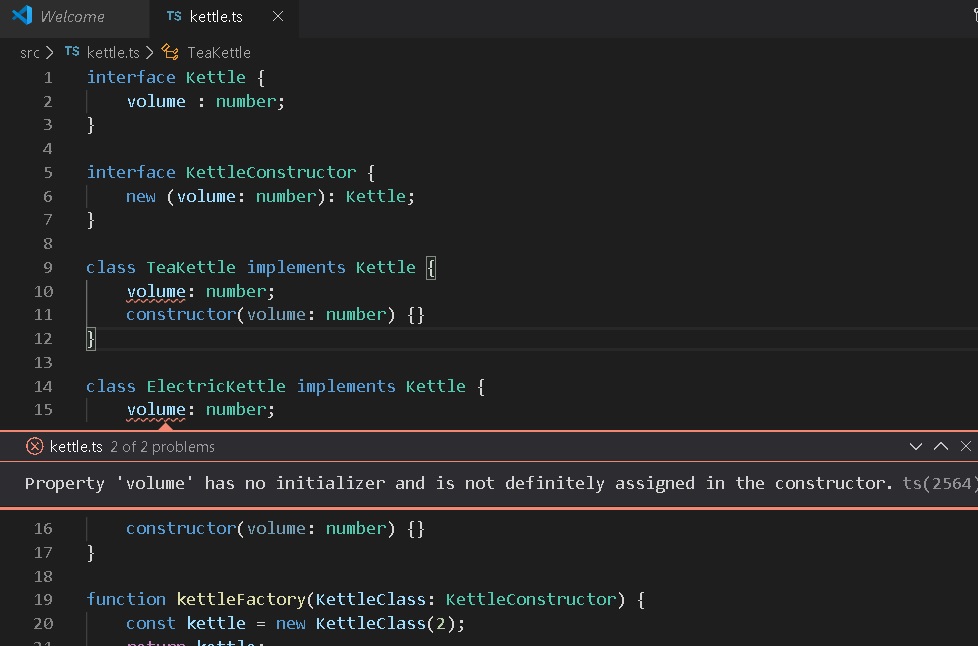 Welcome
TS kettle.ts
src > TS kettle.ts > TeaKettle
1 interface Kettle {
2 volume : number;
3 }
4
5 interface KettleConstructor {
6 new (volume: number): Kettle;
7 }
8
9 class TeaKettle implements Kettle {
10 volume: number;
11 constructor(volume: number) {}
12 }
13
14 class ElectricKettle implements Kettle {
15 volume: number;
kettle.ts 2 of 2 problems
Property 'volume' has no initializer and is not definitely assigned in the constructor. ts(2564)
16 constructor(volume: number) {}
17 }
18
19 function kettleFactory(KettleClass: KettleConstructor) {
20 const kettle = new KettleClass(2);
21 return kettle;